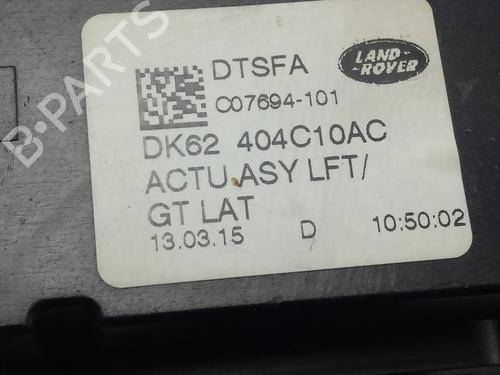 B-PARTS
DTSFA
LAND-
ROVER
C07694-101
DK62 404C10AC
ACTU ASY LFT/
GT LAT
13.03.15 D 10:50:02